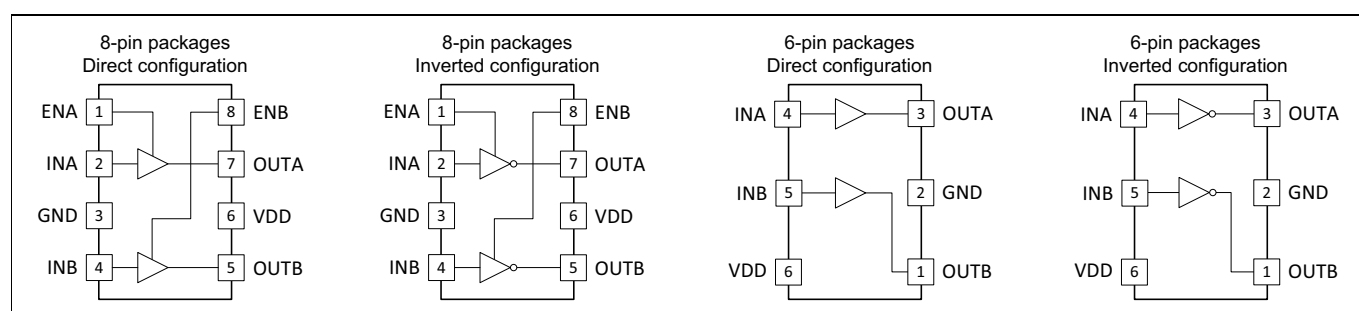 8-pin packages
Direct configuration
ENA 1 8 ENB
INA 2 7 OUTA
GND 3 6 VDD
INB 4 5 OUTB
8-pin packages
Inverted configuration
ENA 1 8 ENB
INA 2 7 OUTA
GND 3 6 VDD
INB 4 5 OUTB
6-pin packages
Direct configuration
INA 4 3 OUTA
INB 5 2 GND
VDD 6 1 OUTB
6-pin packages
Inverted configuration
INA 4 3 OUTA
INB 5 2 GND
VDD 6 1 OUTB